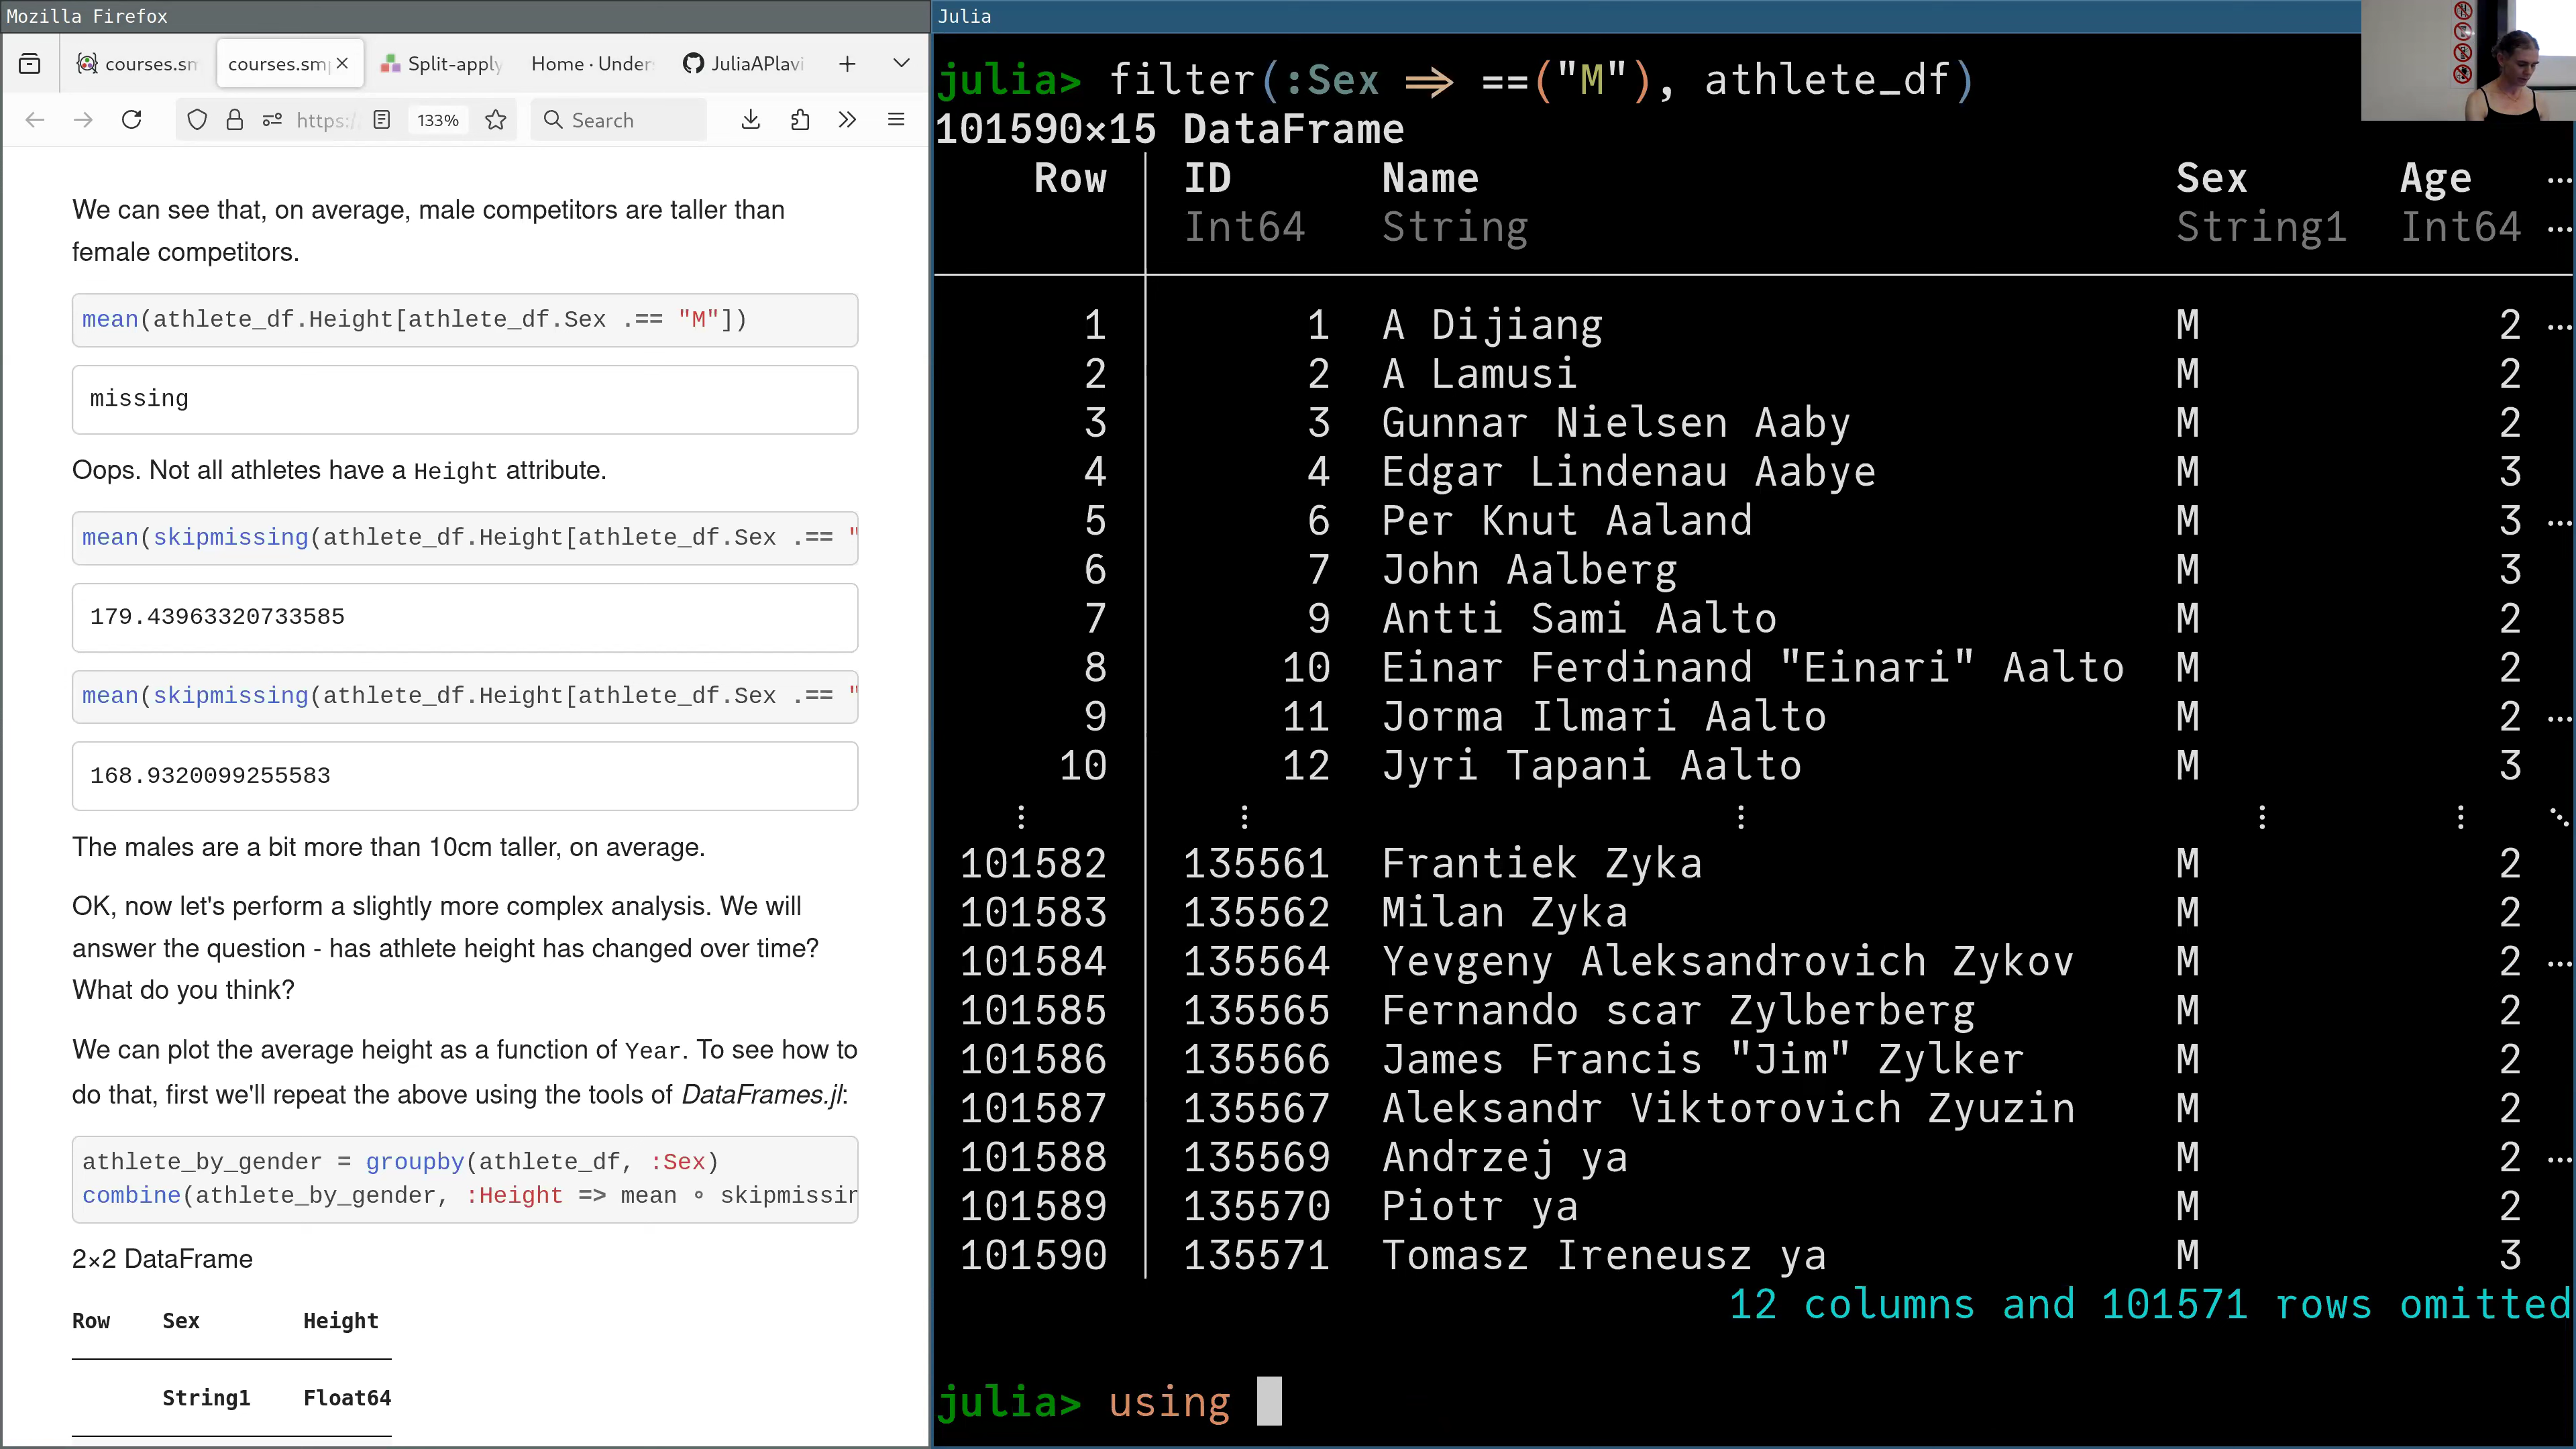 Mozilla Firefox
courses.sm
courses.smp
Split-apply
Home · Under
JuliaAPlavi
https:/
133%
Search
We can see that, on average, male competitors are taller than
female competitors.
mean(athlete_df.Height[athlete_df.Sex .== "M"])
missing
Oops. Not all athletes have a Height attribute.
mean(skipmissing(athlete_df.Height[athlete_df.Sex .== "
179.43963320733585
mean(skipmissing(athlete_df.Height[athlete_df.Sex .== "
168.9320099255583
The males are a bit more than 10cm taller, on average.
OK, now let's perform a slightly more complex analysis. We will
answer the question - has athlete height has changed over time?
What do you think?
We can plot the average height as a function of Year. To see how to
do that, first we'll repeat the above using the tools of DataFrames.jl:
athlete_by_gender = groupby(athlete_df, :Sex)
combine(athlete_by_gender, :Height => mean ∘ skipmissin
2×2 DataFrame
Row Sex Height
String1 Float64
Julia
julia> filter(:Sex => ==("M"), athlete_df)
101590×15 DataFrame
Row ID Name Sex Age ⋯
Int64 String String1 Int64 ⋯
1 1 A Dijiang M 2 ⋯
2 2 A Lamusi M 2
3 3 Gunnar Nielsen Aaby M 2
4 4 Edgar Lindenau Aabye M 3
5 6 Per Knut Aaland M 3 ⋯
6 7 John Aalberg M 3
7 9 Antti Sami Aalto M 2
8 10 Einar Ferdinand "Einari" Aalto M 2
9 11 Jorma Ilmari Aalto M 2 ⋯
10 12 Jyri Tapani Aalto M 3
⋮ ⋮ ⋮ ⋮ ⋮ ⋱
101582 135561 Frantiek Zyka M 2
101583 135562 Milan Zyka M 2
101584 135564 Yevgeny Aleksandrovich Zykov M 2 ⋯
101585 135565 Fernando scar Zylberberg M 2
101586 135566 James Francis "Jim" Zylker M 2
101587 135567 Aleksandr Viktorovich Zyuzin M 2
101588 135569 Andrzej ya M 2 ⋯
101589 135570 Piotr ya M 2
101590 135571 Tomasz Ireneusz ya M 3
12 columns and 101571 rows omitted
julia> using